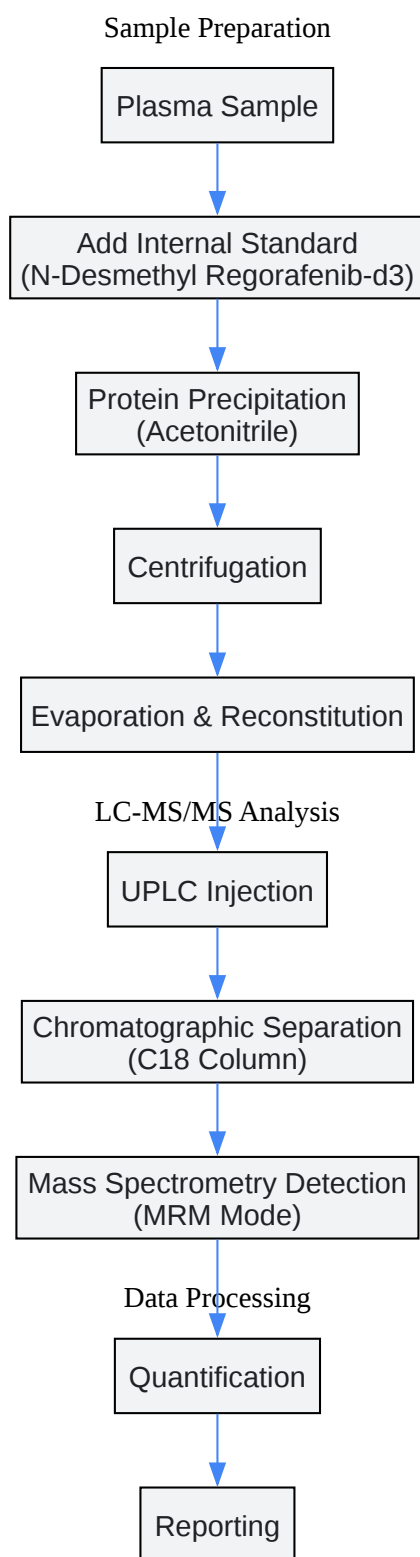 Sample Preparation
Plasma Sample
Add Internal Standard
(N-Desmethyl Regorafenib-d3)
Protein Precipitation
(Acetonitrile)
Centrifugation
Evaporation & Reconstitution
LC-MS/MS Analysis
UPLC Injection
Chromatographic Separation
(C18 Column)
Mass Spectrometry Detection
(MRM Mode)
Data Processing
Quantification
Reporting